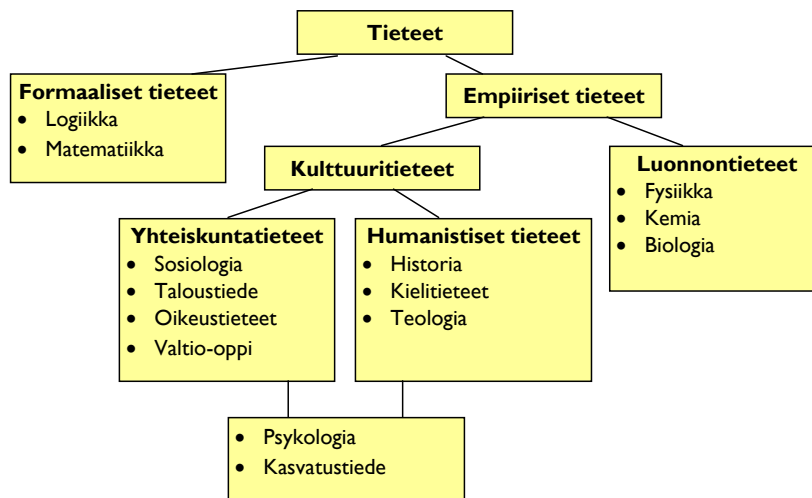 Tieteet
Formaaliset tieteet
• Logiikka
• Matematiikka
Empiiriset tieteet
Kulttuuritieteet
Luonnontieteet
• Fysiikka
• Kemia
• Biologia
Yhteiskuntatieteet
• Sosiologia
• Taloustiede
• Oikeustieteet
• Valtio-oppi
Humanistiset tieteet
• Historia
• Kielitieteet
• Teologia
• Psykologia
• Kasvatustiede